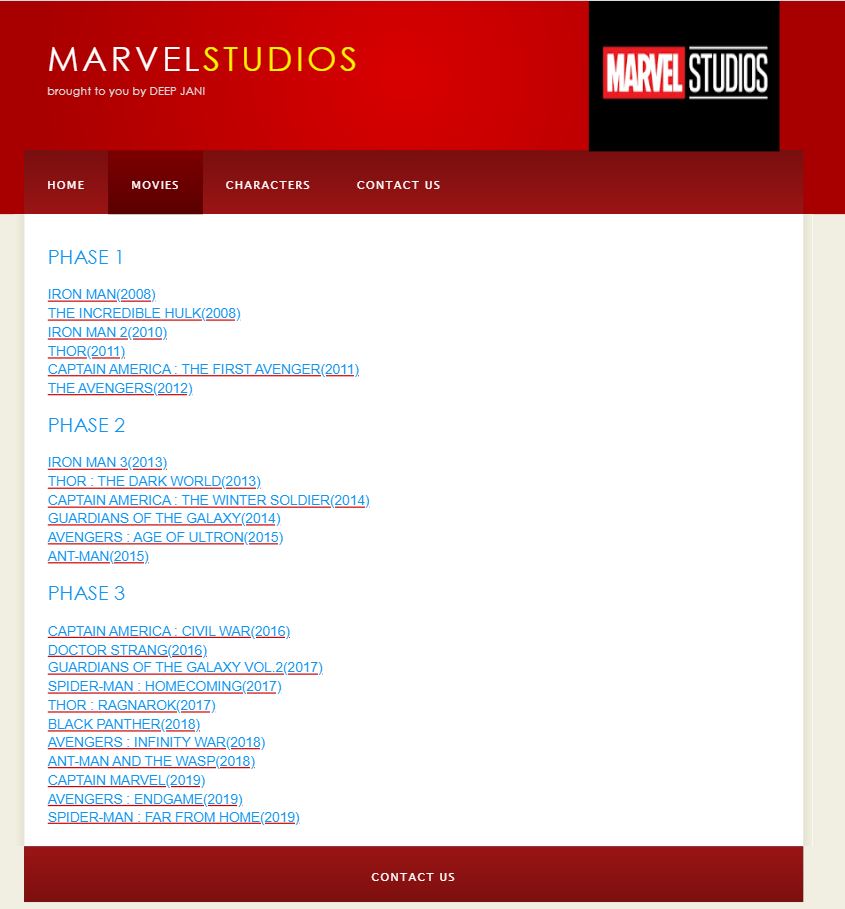 MARVELSTUDIOS
brought to you by DEEP JANI
MARVEL STUDIOS
HOME MOVIES CHARACTERS CONTACT US
PHASE 1
IRON MAN(2008)
THE INCREDIBLE HULK(2008)
IRON MAN 2(2010)
THOR(2011)
CAPTAIN AMERICA : THE FIRST AVENGER(2011)
THE AVENGERS(2012)
PHASE 2
IRON MAN 3(2013)
THOR : THE DARK WORLD(2013)
CAPTAIN AMERICA : THE WINTER SOLDIER(2014)
GUARDIANS OF THE GALAXY(2014)
AVENGERS : AGE OF ULTRON(2015)
ANT-MAN(2015)
PHASE 3
CAPTAIN AMERICA : CIVIL WAR(2016)
DOCTOR STRANG(2016)
GUARDIANS OF THE GALAXY VOL.2(2017)
SPIDER-MAN : HOMECOMING(2017)
THOR : RAGNAROK(2017)
BLACK PANTHER(2018)
AVENGERS : INFINITY WAR(2018)
ANT-MAN AND THE WASP(2018)
CAPTAIN MARVEL(2019)
AVENGERS : ENDGAME(2019)
SPIDER-MAN : FAR FROM HOME(2019)
CONTACT US